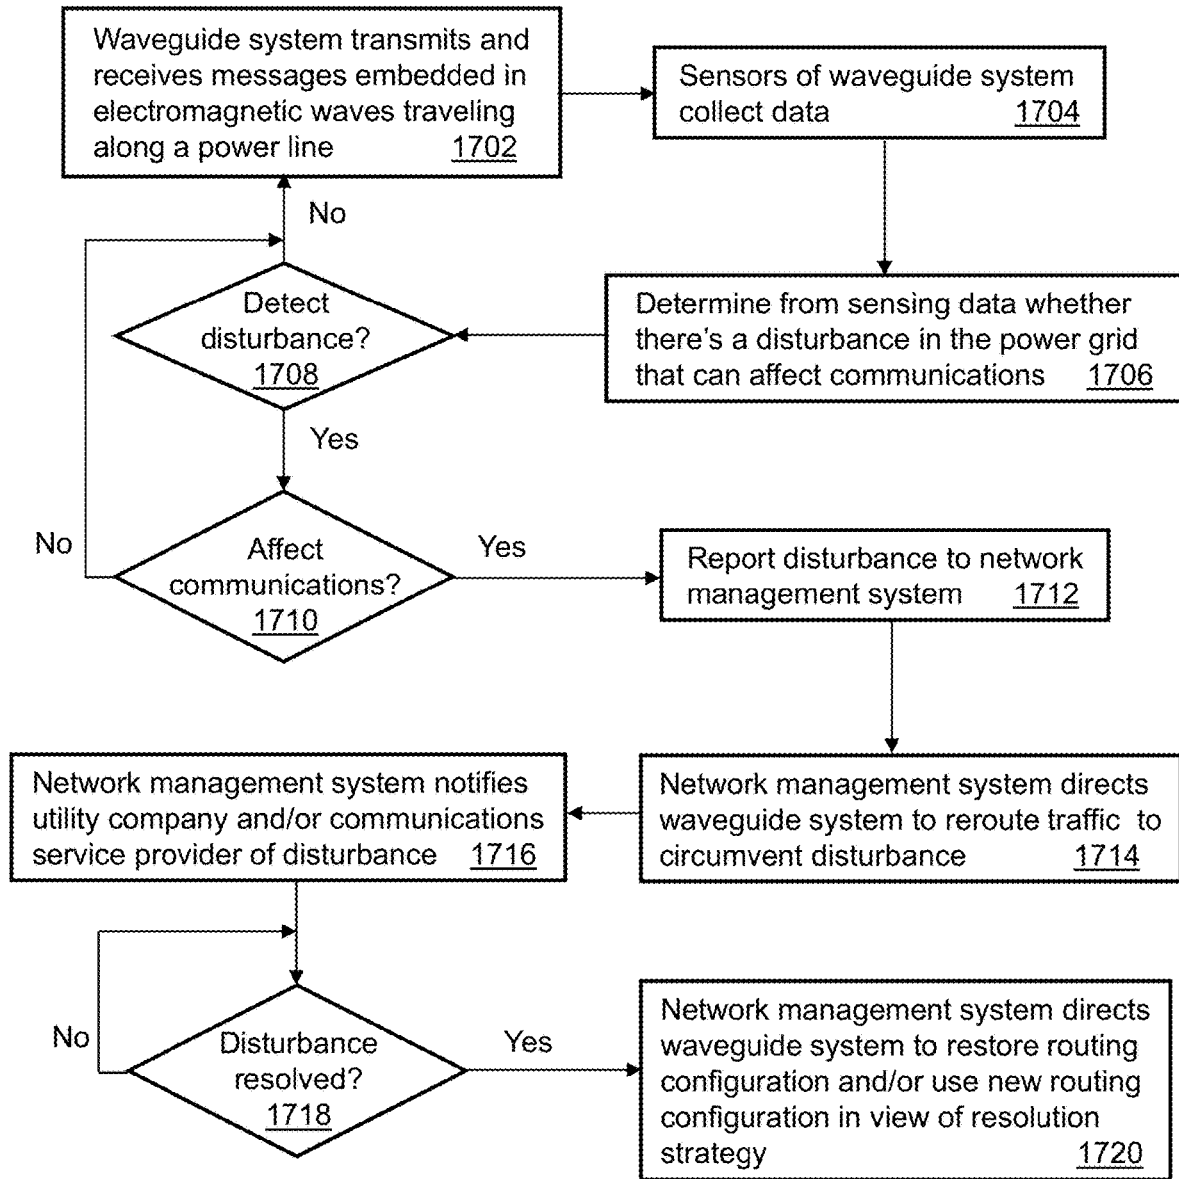 Waveguide system transmits and
receives messages embedded in
electromagnetic waves traveling
along a power line 1702
Sensors of waveguide system
collect data 1704
No
Detect
disturbance?
1708
Determine from sensing data whether
there's a disturbance in the power grid
that can affect communications 1706
Yes
No
Affect
communications?
1710
Yes
Report disturbance to network
management system 1712
Network management system notifies
utility company and/or communications
service provider of disturbance 1716
Network management system directs
waveguide system to reroute traffic to
circumvent disturbance 1714
No
Disturbance
resolved?
1718
Yes
Network management system directs
waveguide system to restore routing
configuration and/or use new routing
configuration in view of resolution
strategy 1720